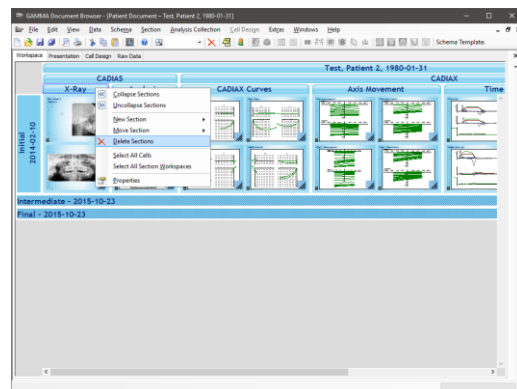 GAMMA Document Browser - [Patient Document – Test, Patient 2, 1980-01-31]
File Edit View Data Schema Section Analysis Collection Cell Design Extras Windows Help
Schema Template:
Workspace Presentation Cell Design Raw Data
Test, Patient 2, 1980-01-31
CADIAS CADIAX
X-Ray CADIAX Curves Axis Movement Time
Initial
2014-02-10
Collapse Sections
Uncollapse Sections
New Section
Move Section
Delete Sections
Select All Cells
Select All Section Workspaces
Properties
Intermediate - 2015-10-23
Final - 2015-10-23